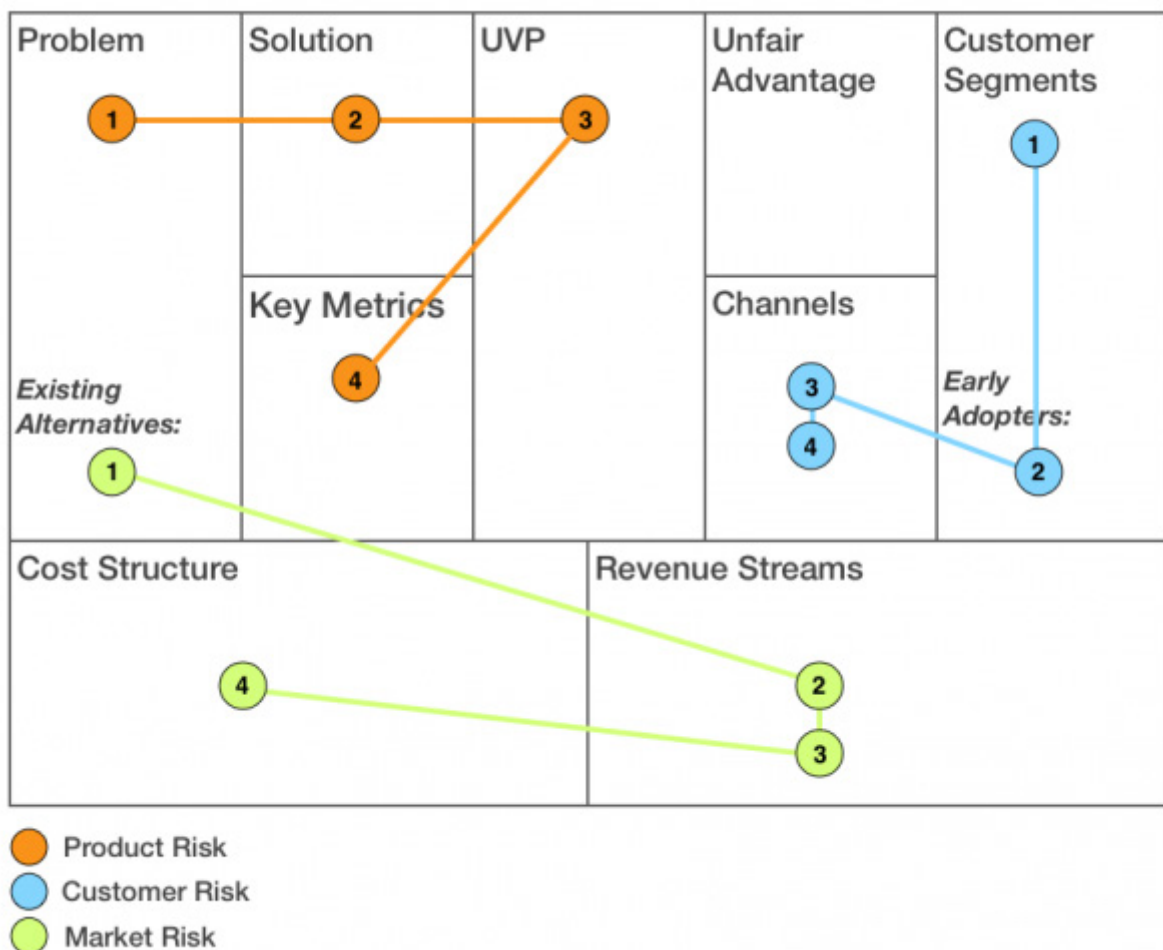 Problem
1
Existing
Alternatives:
1
Solution
2
Key Metrics
4
UVP
3
Unfair
Advantage
Channels
3
4
Customer
Segments
1
Early
Adopters:
2
Cost Structure
4
Revenue Streams
2
3
Product Risk
Customer Risk
Market Risk